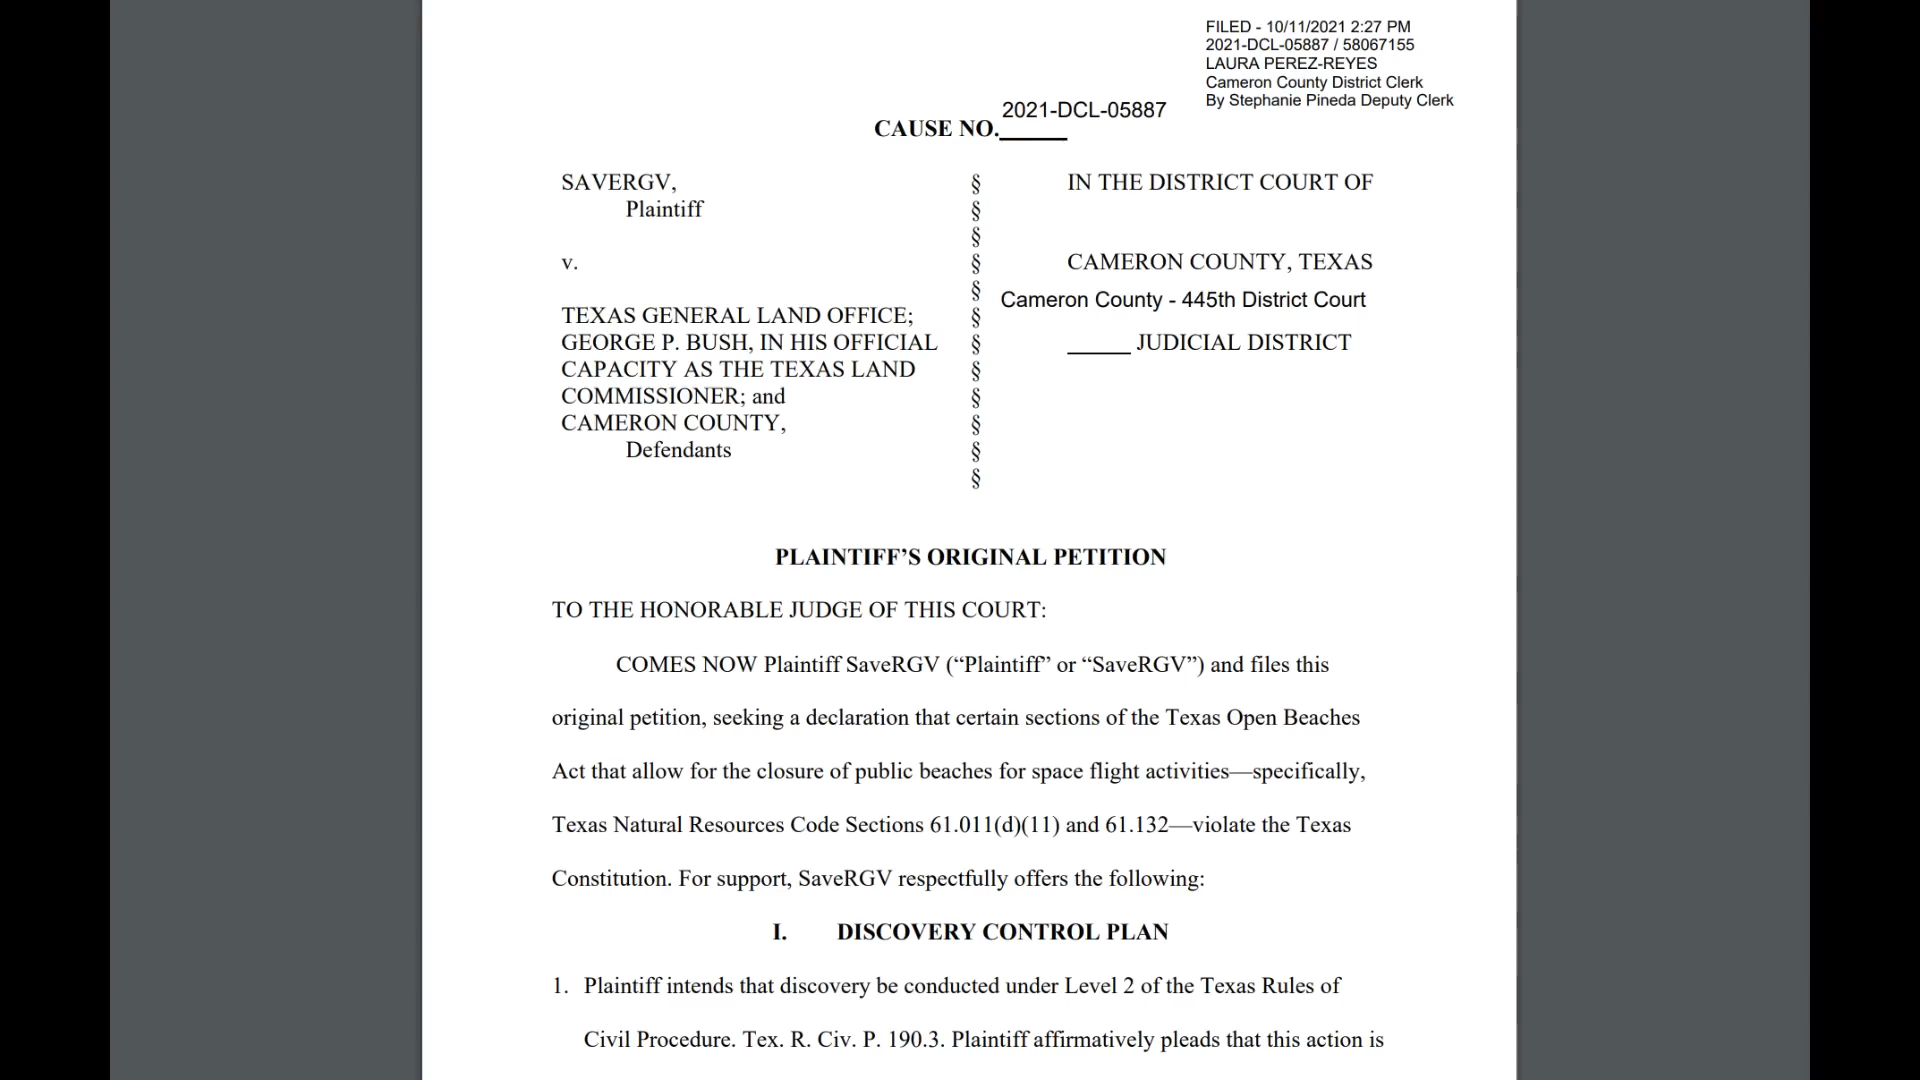 FILED - 10/11/2021 2:27 PM
2021-DCL-05887 / 58067155
LAURA PEREZ-REYES
Cameron County District Clerk
By Stephanie Pineda Deputy Clerk
2021-DCL-05887
CAUSE NO.______
SAVERGV, § IN THE DISTRICT COURT OF
Plaintiff §
§
v. § CAMERON COUNTY, TEXAS
§ Cameron County - 445th District Court
TEXAS GENERAL LAND OFFICE; §
GEORGE P. BUSH, IN HIS OFFICIAL § ______ JUDICIAL DISTRICT
CAPACITY AS THE TEXAS LAND §
COMMISSIONER; and §
CAMERON COUNTY, §
Defendants §
§
PLAINTIFF’S ORIGINAL PETITION
TO THE HONORABLE JUDGE OF THIS COURT:
COMES NOW Plaintiff SaveRGV (“Plaintiff” or “SaveRGV”) and files this
original petition, seeking a declaration that certain sections of the Texas Open Beaches
Act that allow for the closure of public beaches for space flight activities—specifically,
Texas Natural Resources Code Sections 61.011(d)(11) and 61.132—violate the Texas
Constitution. For support, SaveRGV respectfully offers the following:
I. DISCOVERY CONTROL PLAN
1. Plaintiff intends that discovery be conducted under Level 2 of the Texas Rules of
Civil Procedure. Tex. R. Civ. P. 190.3. Plaintiff affirmatively pleads that this action is